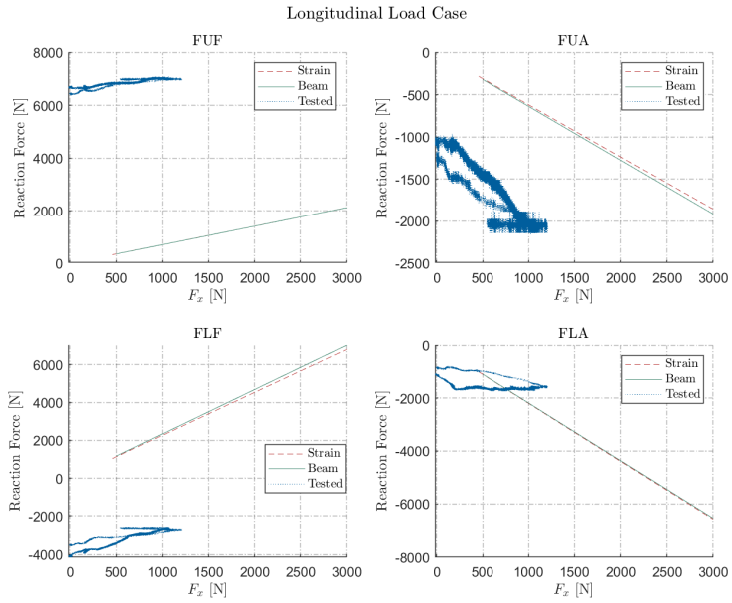 Longitudinal Load Case
FUF
Reaction Force [N]
8000
6000
4000
2000
0
0 500 1000 1500 2000 2500 3000
F_x [N]
Strain
Beam
Tested
FUA
Reaction Force [N]
0
-500
-1000
-1500
-2000
-2500
0 500 1000 1500 2000 2500 3000
F_x [N]
Strain
Beam
Tested
FLF
Reaction Force [N]
6000
4000
2000
0
-2000
-4000
0 500 1000 1500 2000 2500 3000
F_x [N]
Strain
Beam
Tested
FLA
Reaction Force [N]
0
-2000
-4000
-6000
-8000
0 500 1000 1500 2000 2500 3000
F_x [N]
Strain
Beam
Tested